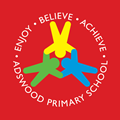 ENJOY • BELIEVE • ACHIEVE •
ADSWOOD PRIMARY SCHOOL •